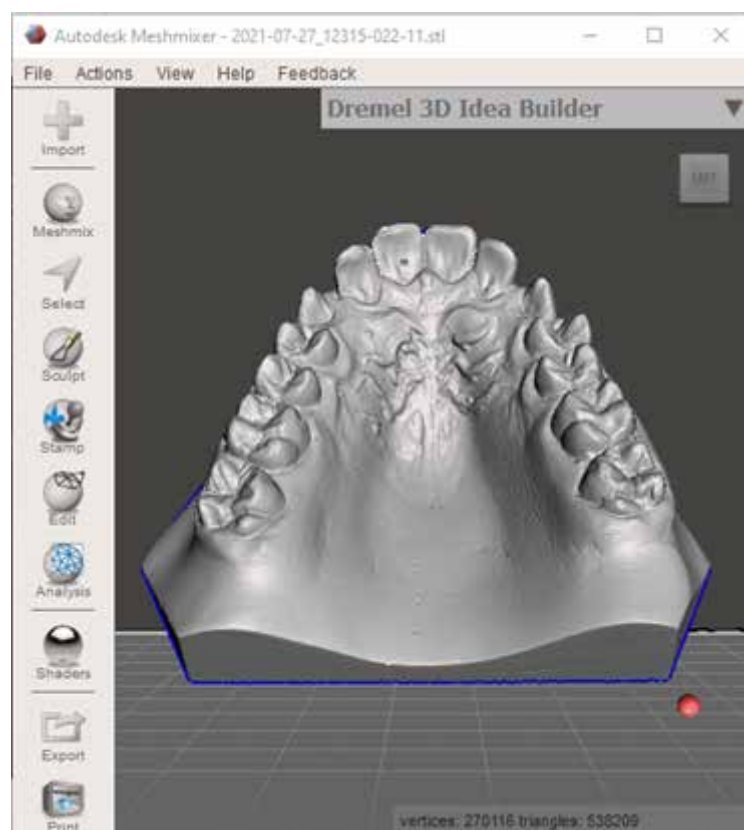 Autodesk Meshmixer - 2021-07-27_12315-022-11.stl
File Actions View Help Feedback
Dremel 3D Idea Builder
Import
Meshmix
Select
Sculpt
Stamp
Edit
Analysis
Shaders
Export
Print
vertices: 270116 triangles: 538209